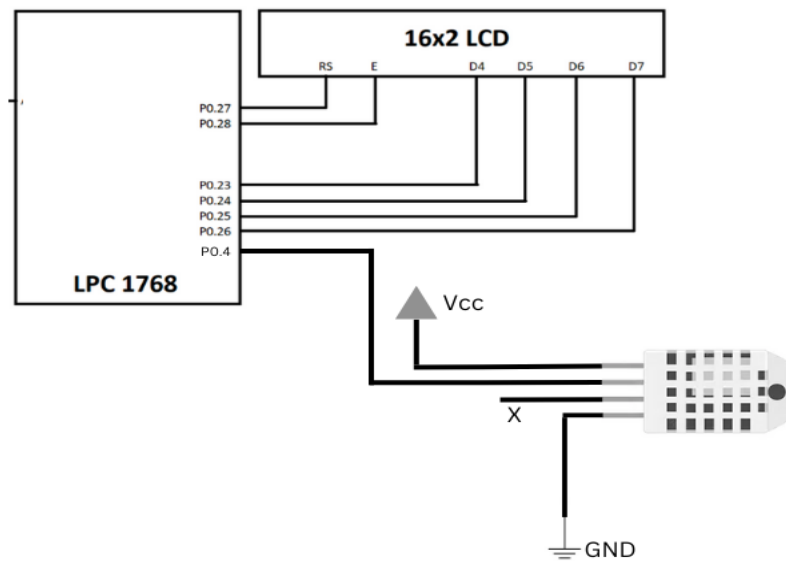 16x2 LCD
RS E D4 D5 D6 D7
P0.27
P0.28
P0.23
P0.24
P0.25
P0.26
P0.4
LPC 1768
Vcc
X
GND